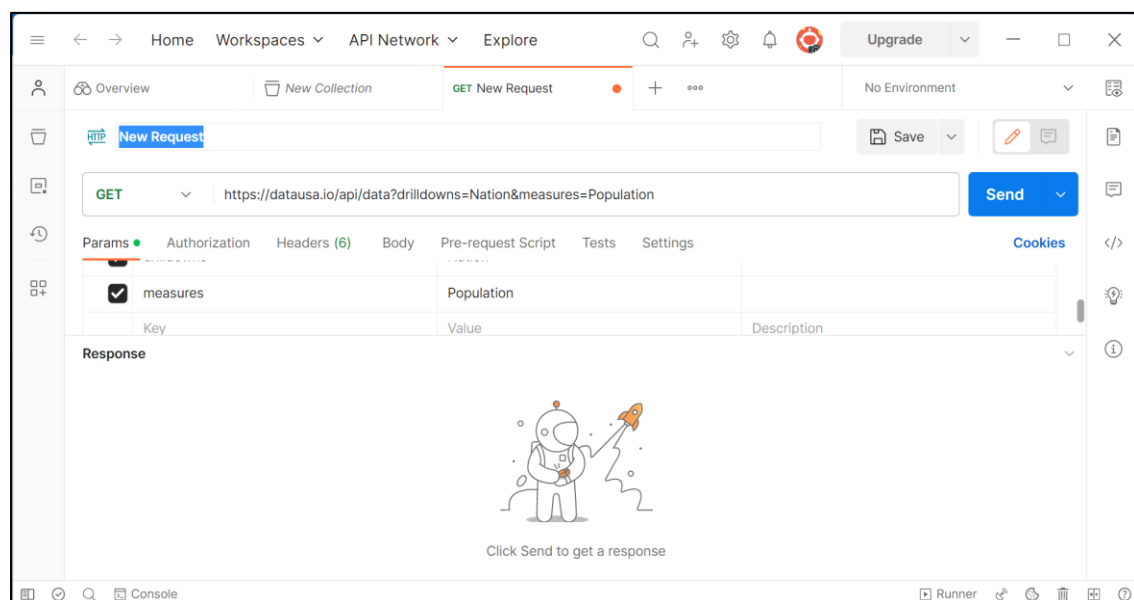 Home Workspaces API Network Explore Upgrade
Overview New Collection GET New Request No Environment
HTTP New Request Save
GET https://datausa.io/api/data?drilldowns=Nation&measures=Population Send
Params Authorization Headers (6) Body Pre-request Script Tests Settings Cookies
measures Population
Key Value Description
Response
Click Send to get a response
Console Runner